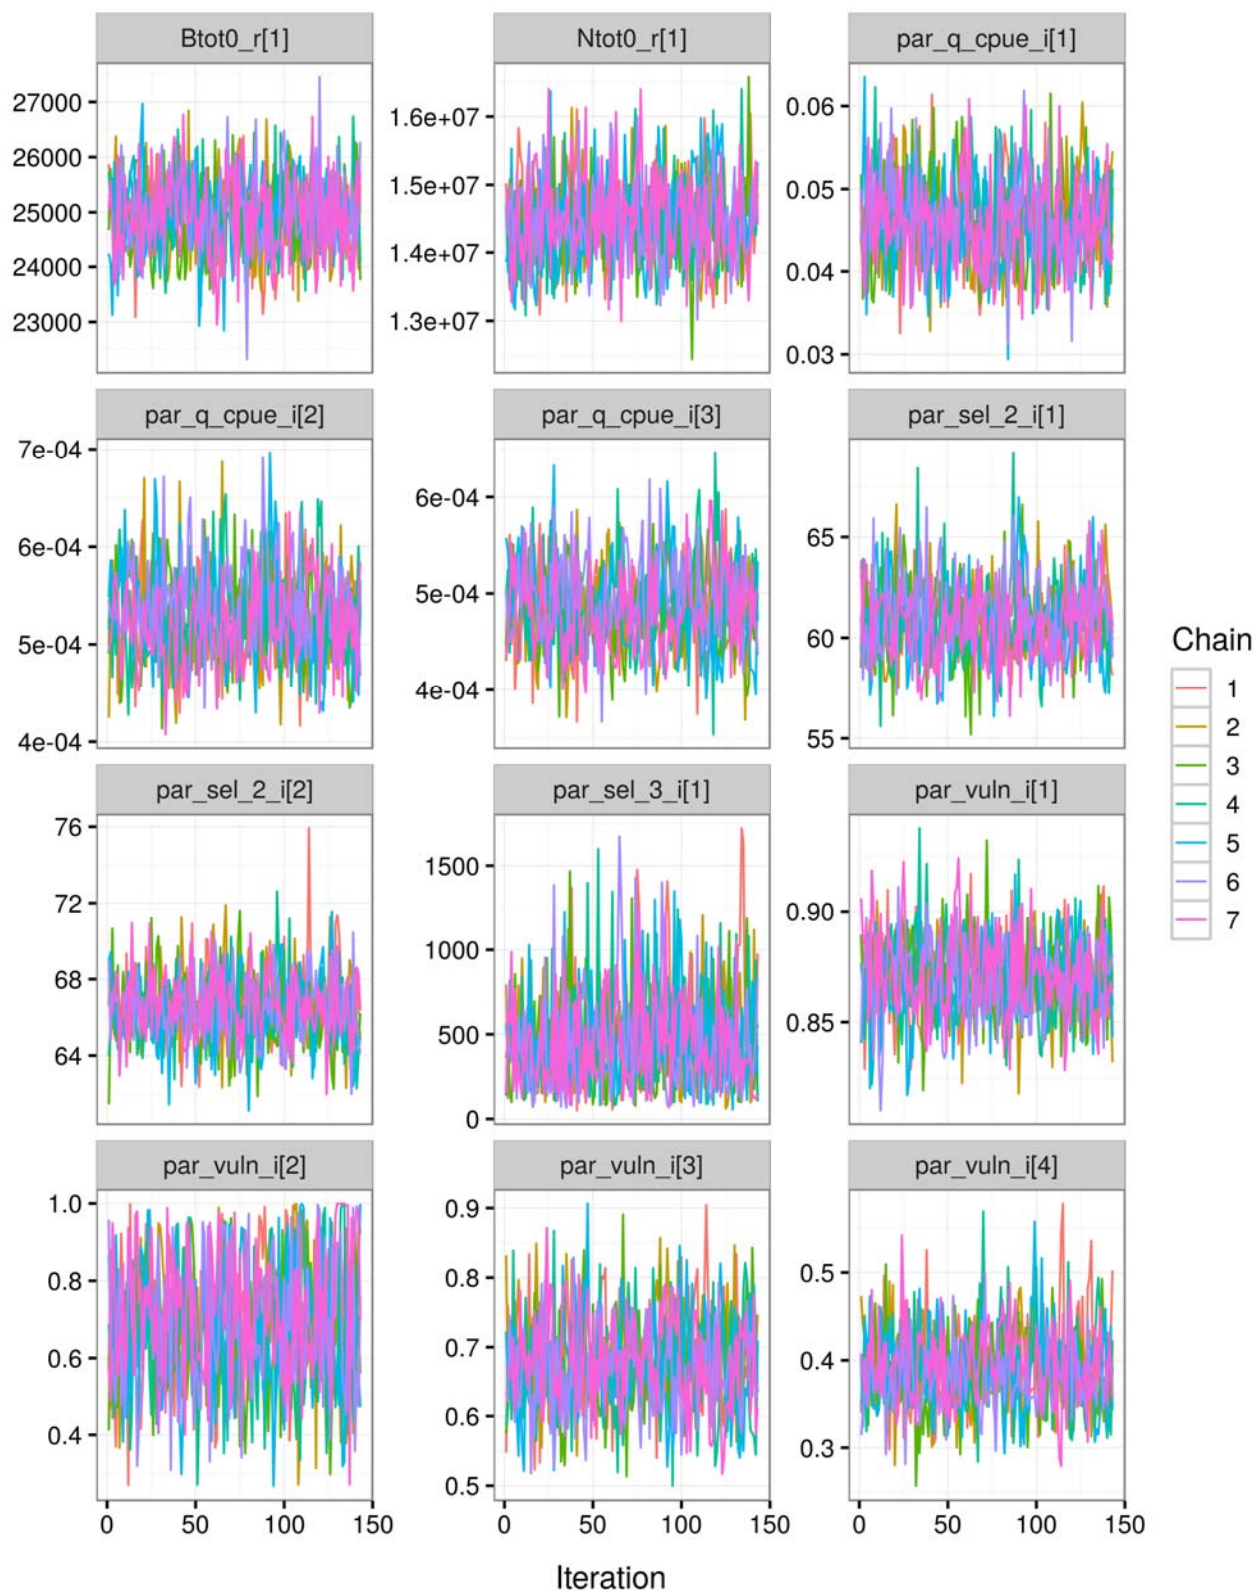 Btot0_r[1] Ntot0_r[1] par_q_cpue_i[1]
27000
26000
25000
24000
23000
1.6e+07
1.5e+07
1.4e+07
1.3e+07
0.06
0.05
0.04
0.03
par_q_cpue_i[2] par_q_cpue_i[3] par_sel_2_i[1]
7e-04
6e-04
5e-04
4e-04
6e-04
5e-04
4e-04
65
60
55
par_sel_2_i[2] par_sel_3_i[1] par_vuln_i[1]
76
72
68
64
1500
1000
500
0
0.90
0.85
par_vuln_i[2] par_vuln_i[3] par_vuln_i[4]
1.0
0.8
0.6
0.4
0.9
0.8
0.7
0.6
0.5
0.5
0.4
0.3
0 50 100 150 0 50 100 150 0 50 100 150
Iteration
Chain
1
2
3
4
5
6
7